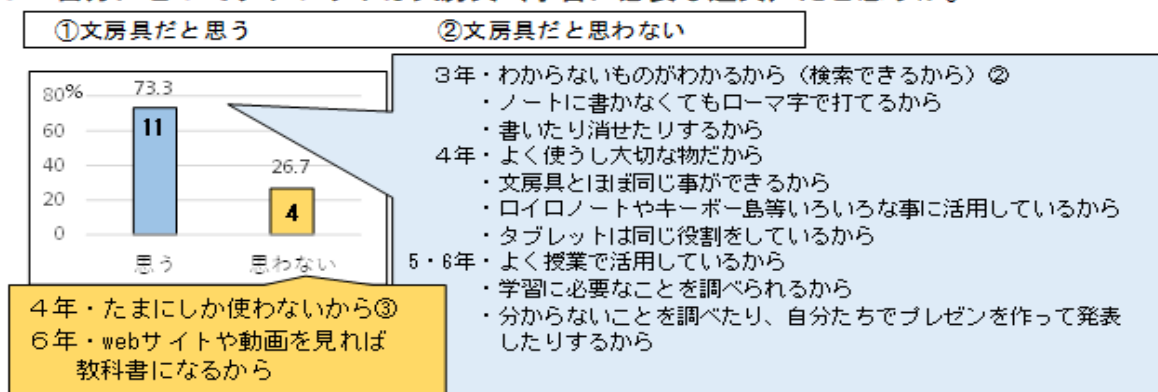 ①文房具だと思う　②文房具だと思わない
80%
60
40
20
0
73.3
11
26.7
4
思う　思わない
3年・わからないものがわかるから（検索できるから）②
・ノートに書かなくてもローマ字で打てるから
・書いたり消せたりするから
4年・よく使うし大切な物だから
・文房具とほぼ同じ事ができるから
・ロイロノートやキーボー島等いろいろな事に活用しているから
・タブレットは同じ役割をしているから
5・6年・よく授業で活用しているから
・学習に必要なことを調べられるから
・分からないことを調べたり、自分たちでプレゼンを作って発表
したりするから
4年・たまにしか使わないから③
6年・webサイトや動画を見れば
教科書になるから